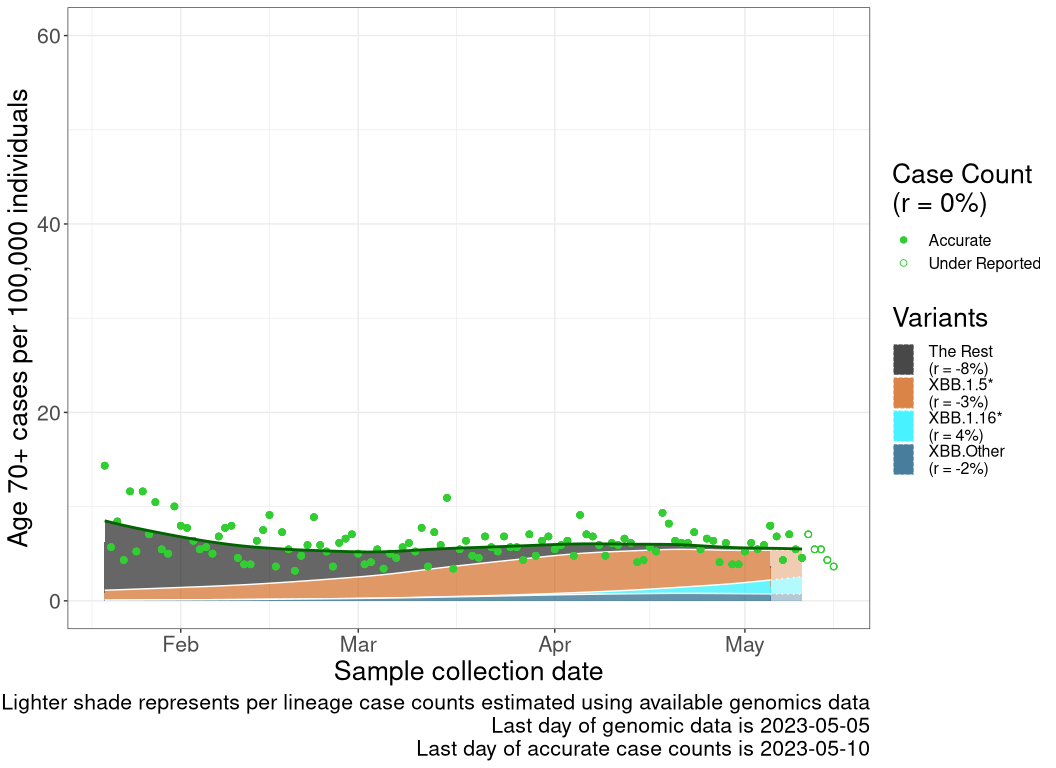 Age 70+ cases per 100,000 individuals
60
40
20
0
Feb
Mar
Apr
May
Sample collection date
Case Count
(r = 0%)
Accurate
Under Reported
Variants
The Rest
(r = -8%)
XBB.1.5*
(r = -3%)
XBB.1.16*
(r = 4%)
XBB.Other
(r = -2%)
Lighter shade represents per lineage case counts estimated using available genomics data
Last day of genomic data is 2023-05-05
Last day of accurate case counts is 2023-05-10